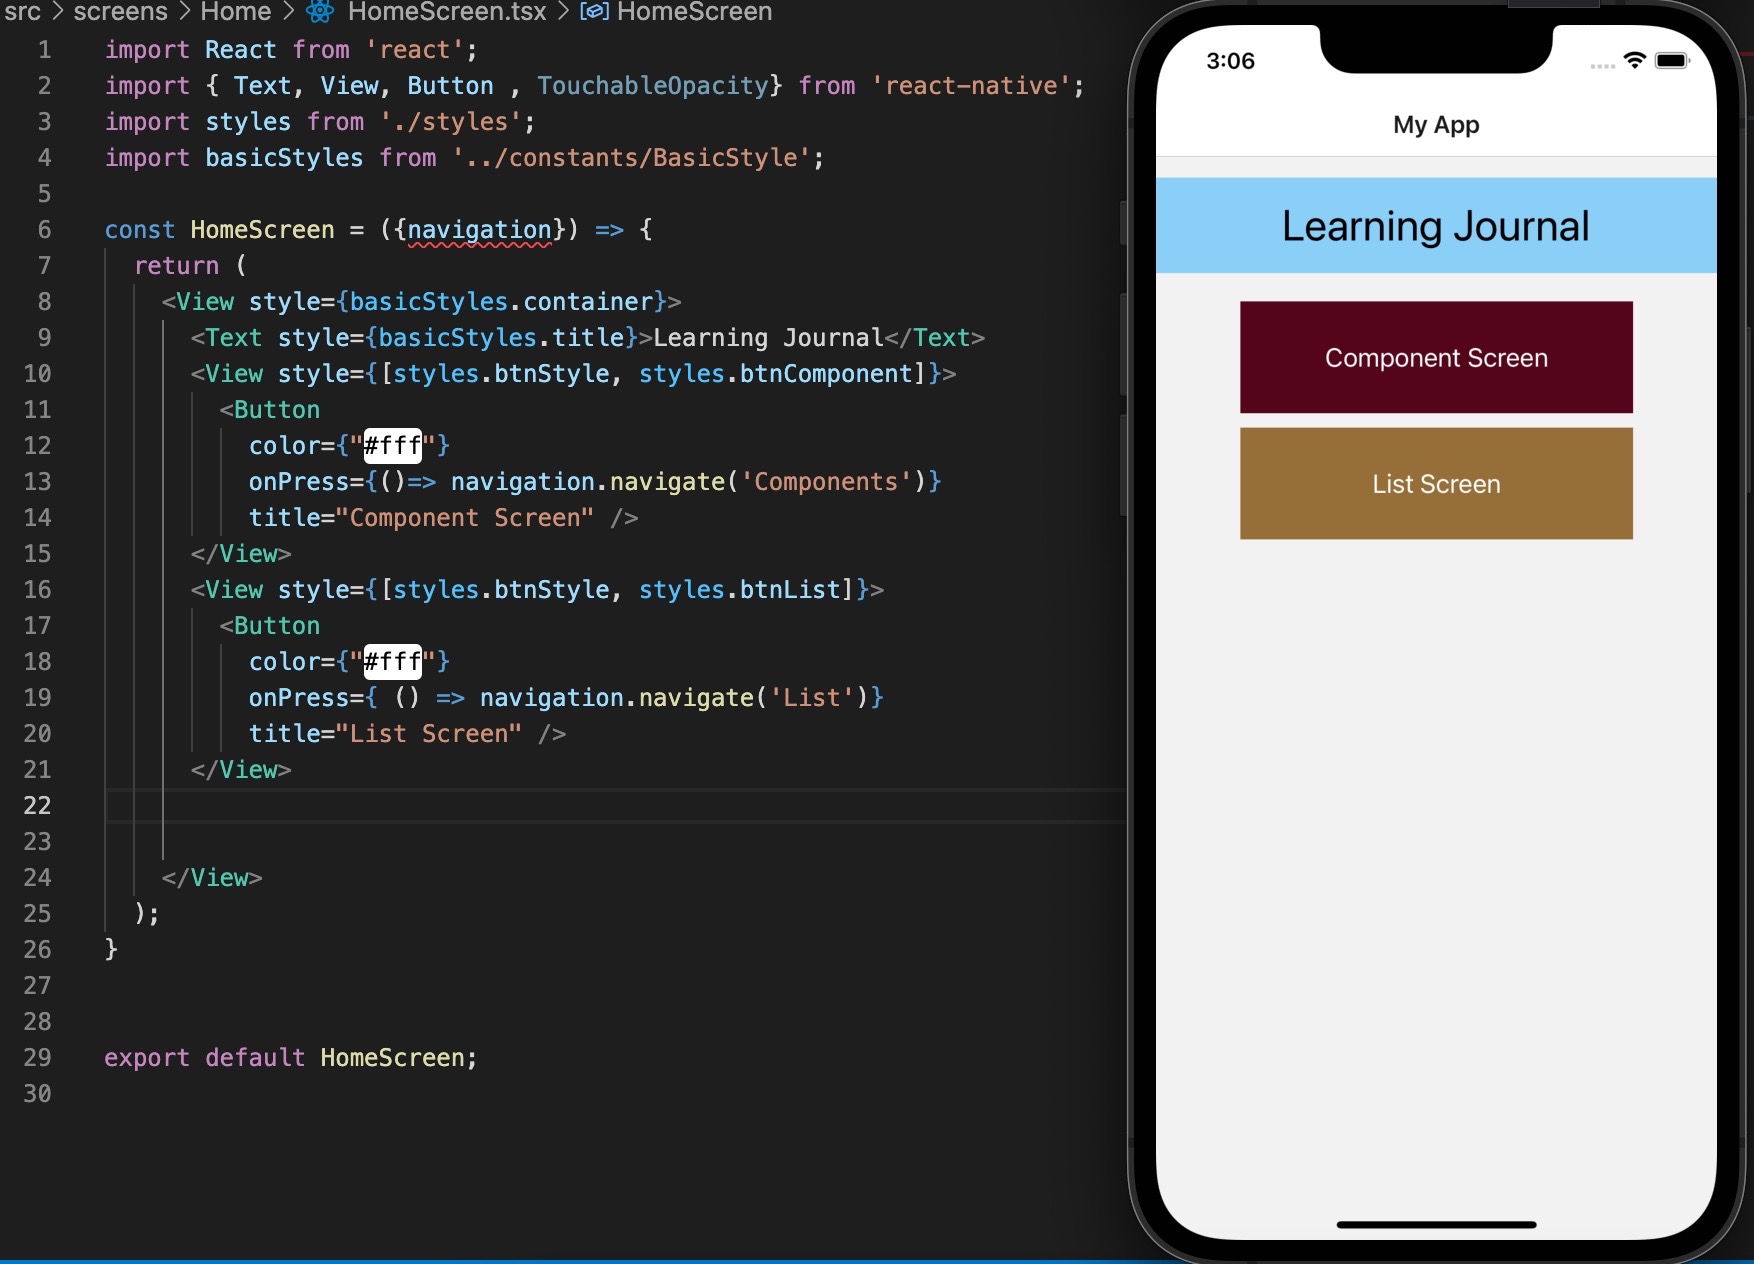 src > screens > Home > HomeScreen.tsx > HomeScreen
1 import React from 'react';
2 import { Text, View, Button , TouchableOpacity} from 'react-native';
3 import styles from './styles';
4 import basicStyles from '../constants/BasicStyle';
5
6 const HomeScreen = ({navigation}) => {
7 return (
8 <View style={basicStyles.container}>
9 <Text style={basicStyles.title}>Learning Journal</Text>
10 <View style={[styles.btnStyle, styles.btnComponent]}>
11 <Button
12 color={"#fff"}
13 onPress={()=> navigation.navigate('Components')}
14 title="Component Screen" />
15 </View>
16 <View style={[styles.btnStyle, styles.btnList]}>
17 <Button
18 color={"#fff"}
19 onPress={ () => navigation.navigate('List')}
20 title="List Screen" />
21 </View>
22
23
24 </View>
25 );
26 }
27
28
29 export default HomeScreen;
30
3:06
My App
Learning Journal
Component Screen
List Screen